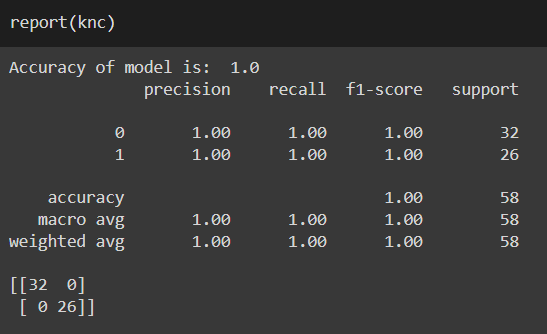 report(knc)
Accuracy of model is:  1.0
              precision    recall  f1-score   support

           0       1.00      1.00      1.00        32
           1       1.00      1.00      1.00        26

    accuracy                           1.00        58
   macro avg       1.00      1.00      1.00        58
weighted avg       1.00      1.00      1.00        58

[[32  0]
 [ 0 26]]